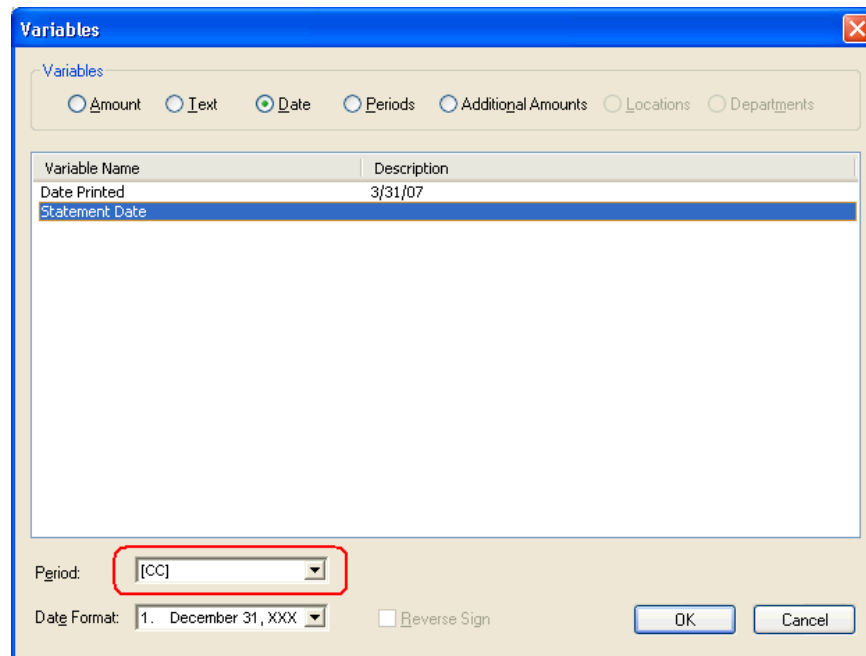 Variables
Variables
Amount Text Date Periods Additional Amounts Locations Departments
Variable Name Description
Date Printed 3/31/07
Statement Date
Period: [CC]
Date Format: 1. December 31, XXX Reverse Sign OK Cancel